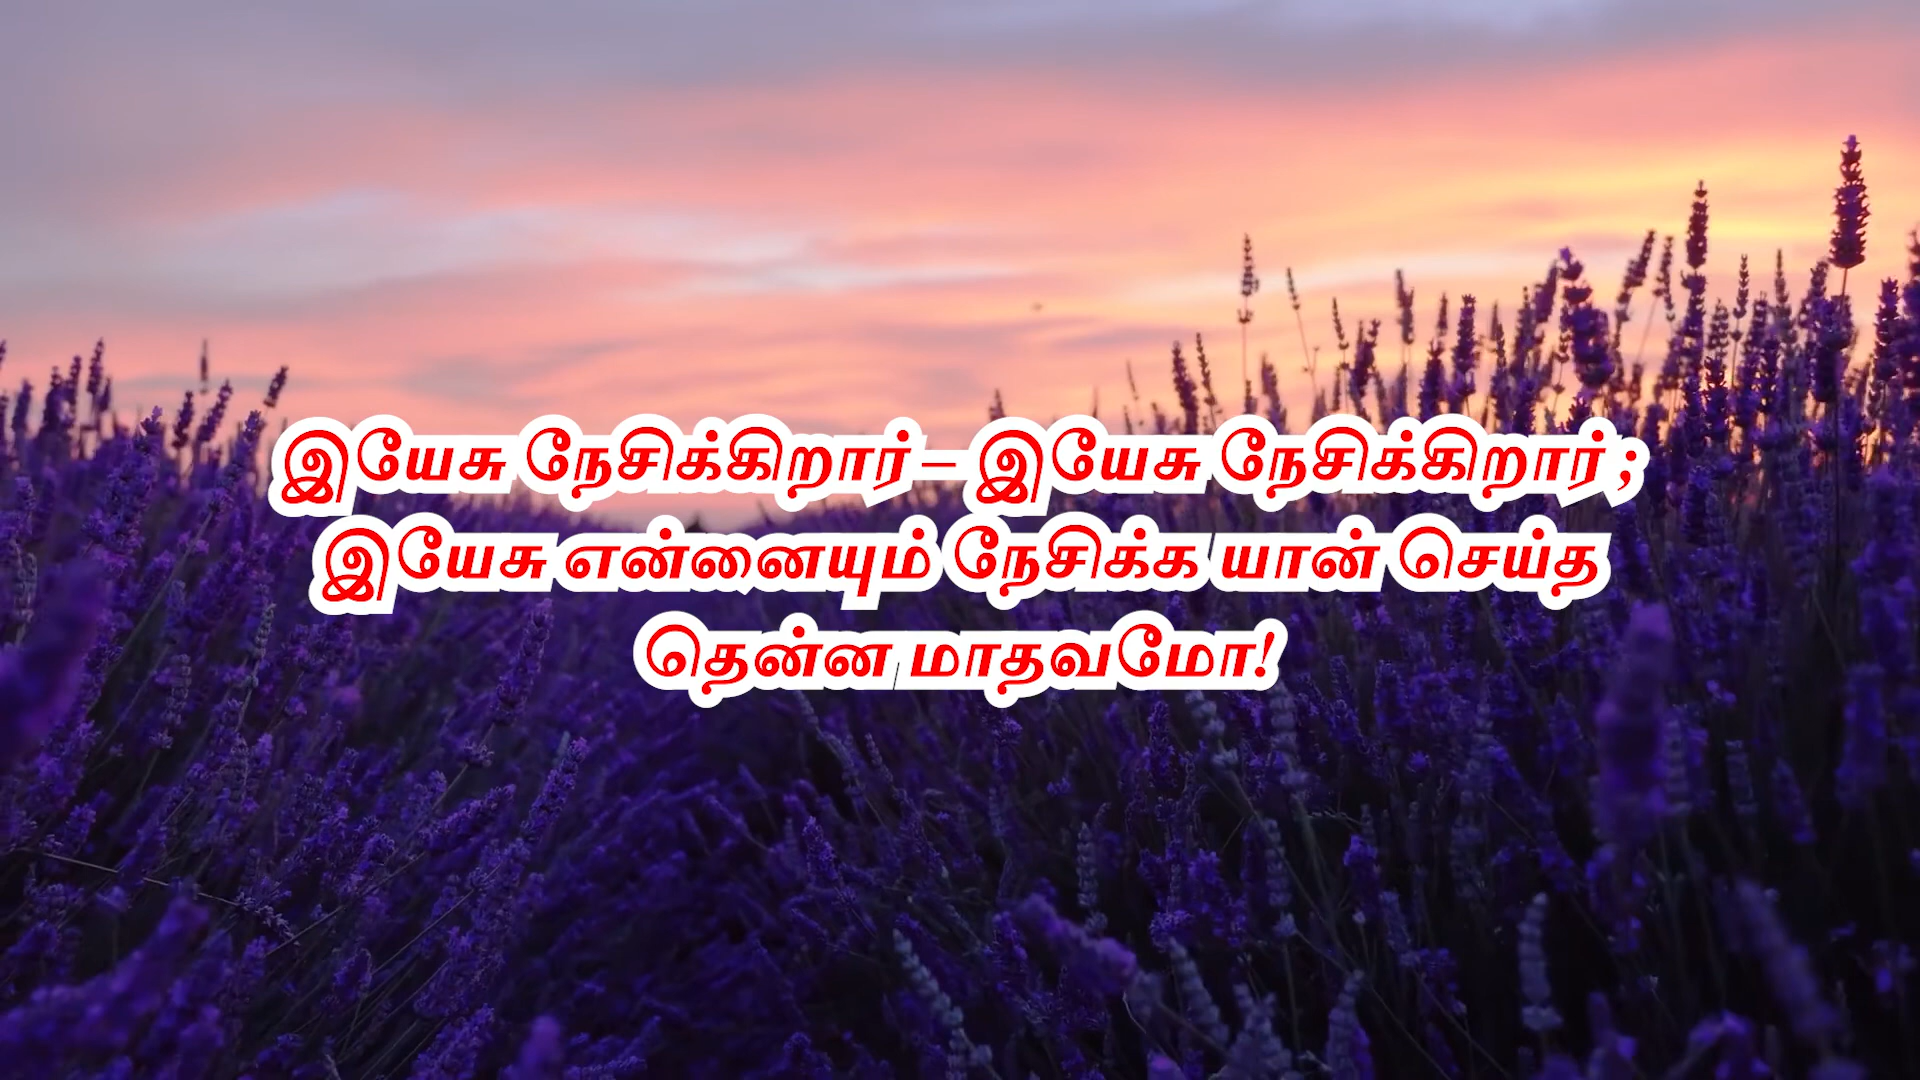 இயேசு நேசிக்கிறார் – இயேசு நேசிக்கிறார் ;
இயேசு என்னையும் நேசிக்க யான் செய்த
தென்ன மாதவமோ!